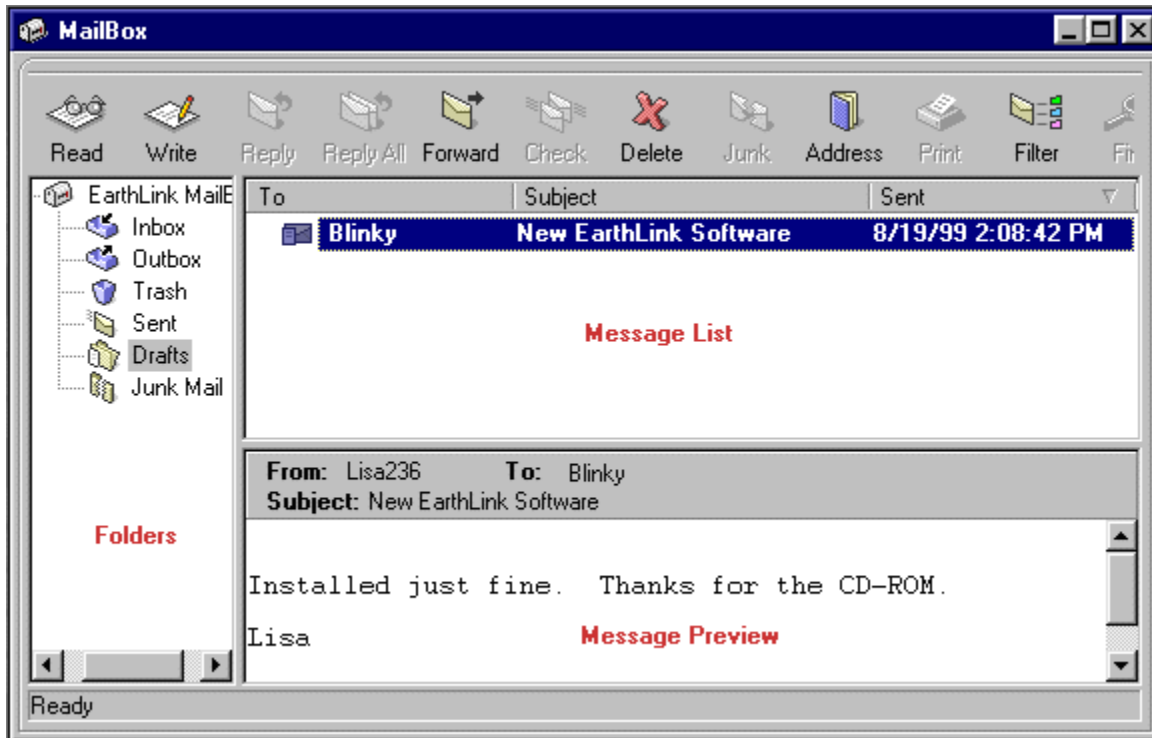 MailBox
Read Write Reply Reply All Forward Check Delete Junk Address Print Filter Fin
EarthLink MailB
Inbox
Outbox
Trash
Sent
Drafts
Junk Mail
Folders
To Subject Sent
Blinky New EarthLink Software 8/19/99 2:08:42 PM
Message List
From: Lisa236 To: Blinky
Subject: New EarthLink Software
Installed just fine. Thanks for the CD-ROM.
Lisa
Message Preview
Ready